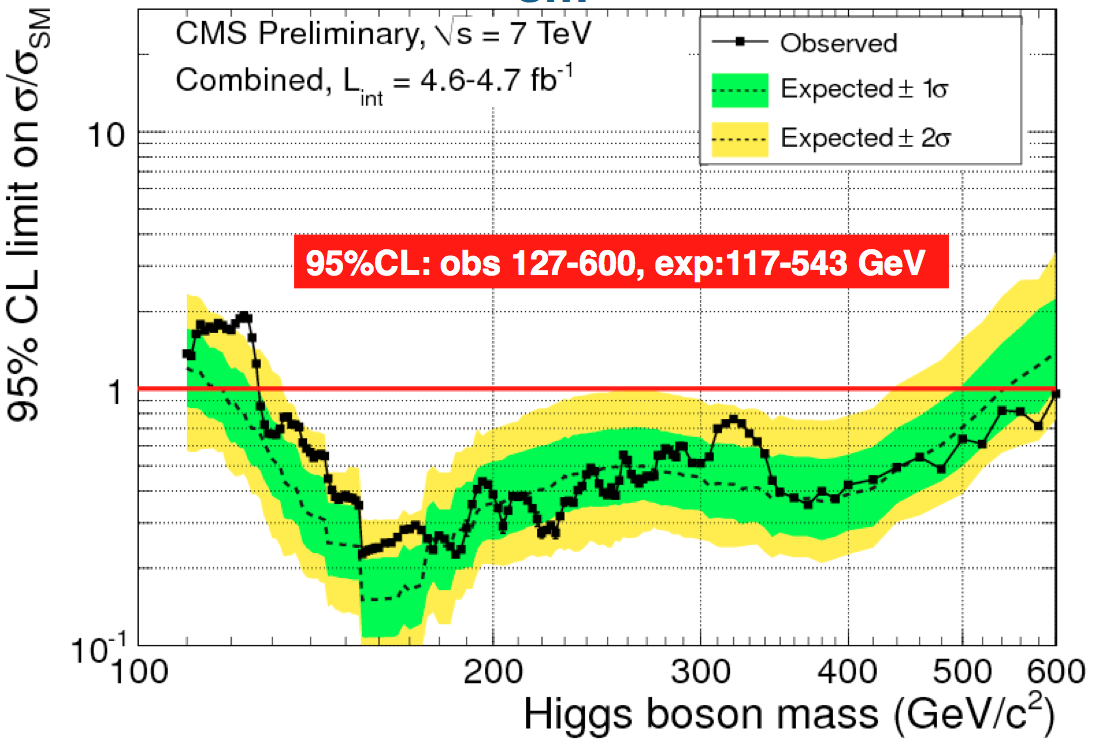 CMS Preliminary, √s = 7 TeV
Combined, L_int = 4.6-4.7 fb⁻¹
Observed
Expected ± 1σ
Expected ± 2σ
95% CL limit on σ/σ_SM
10
1
10⁻¹
95%CL: obs 127-600, exp:117-543 GeV
100 200 300 400 500 600
Higgs boson mass (GeV/c²)